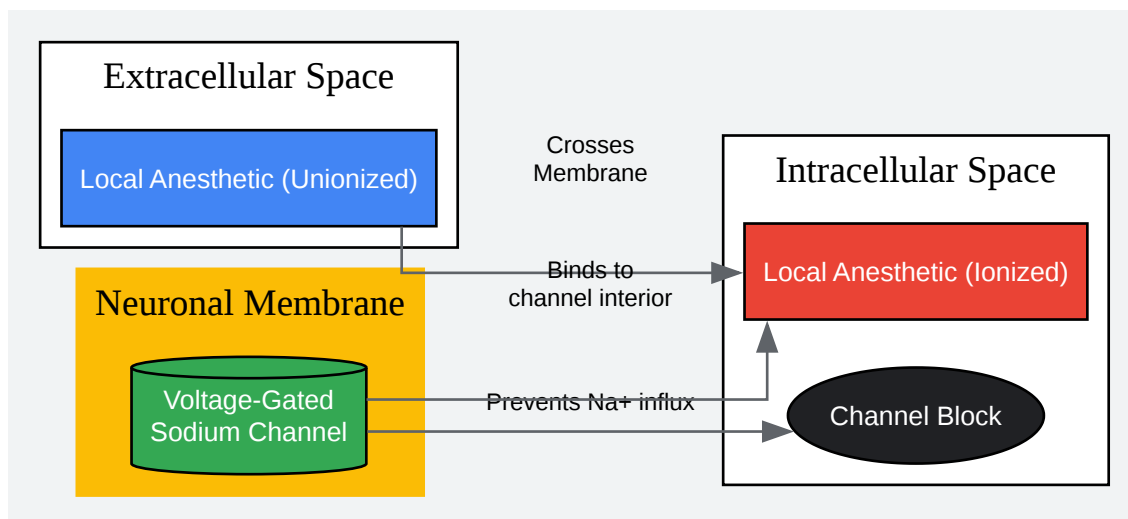 Extracellular Space
Local Anesthetic (Unionized)
Crosses
Membrane
Intracellular Space
Local Anesthetic (Ionized)
Binds to
channel interior
Neuronal Membrane
Voltage-Gated
Sodium Channel
Prevents Na+ influx
Channel Block